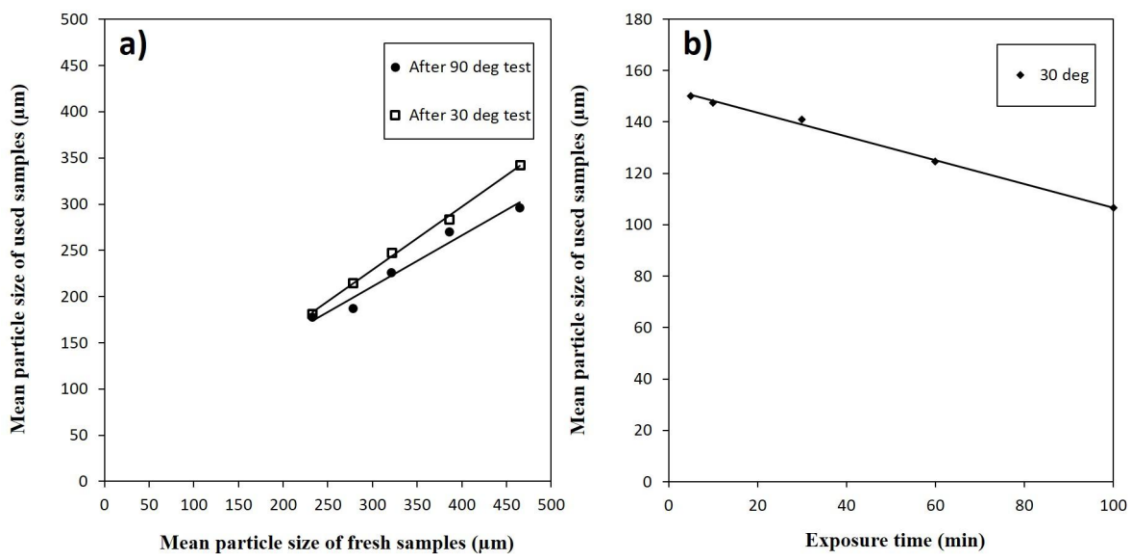 a)
Mean particle size of used samples (µm)
500
450
400
350
300
250
200
150
100
50
0
After 90 deg test
After 30 deg test
0 50 100 150 200 250 300 350 400 450 500
Mean particle size of fresh samples (µm)
b)
Mean particle size of used samples (µm)
180
160
140
120
100
80
60
40
20
0
30 deg
0 20 40 60 80 100
Exposure time (min)